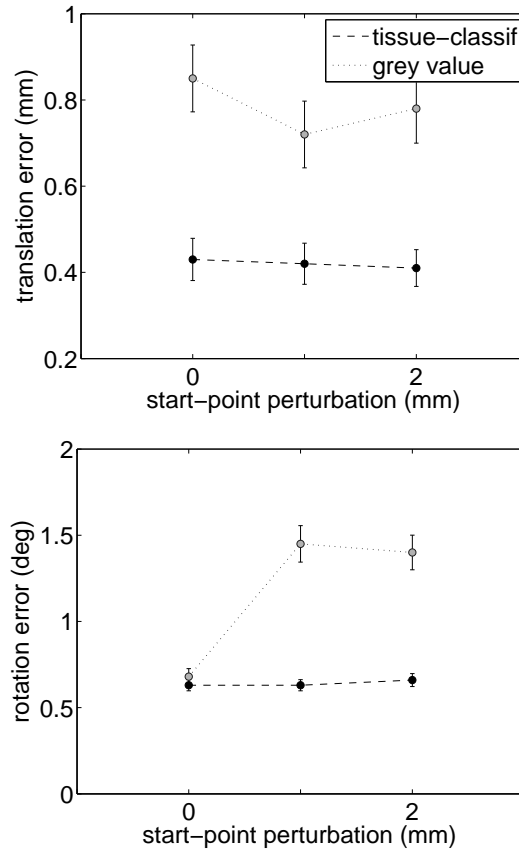 1
tissue−classif
grey value
0.8
0.6
0.4
0.2
translation error (mm)
0
2
start−point perturbation (mm)
2
1.5
1
0.5
0
rotation error (deg)
0
2
start−point perturbation (mm)